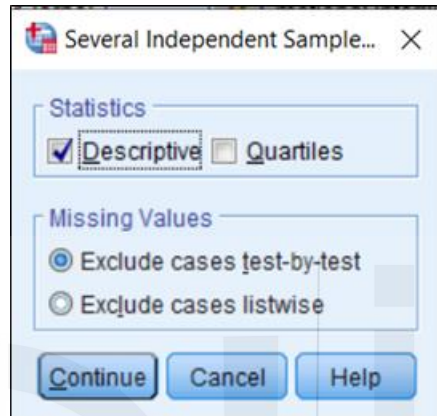 Several Independent Sample...
Statistics
Descriptive Quartiles
Missing Values
Exclude cases test-by-test
Exclude cases listwise
Continue Cancel Help